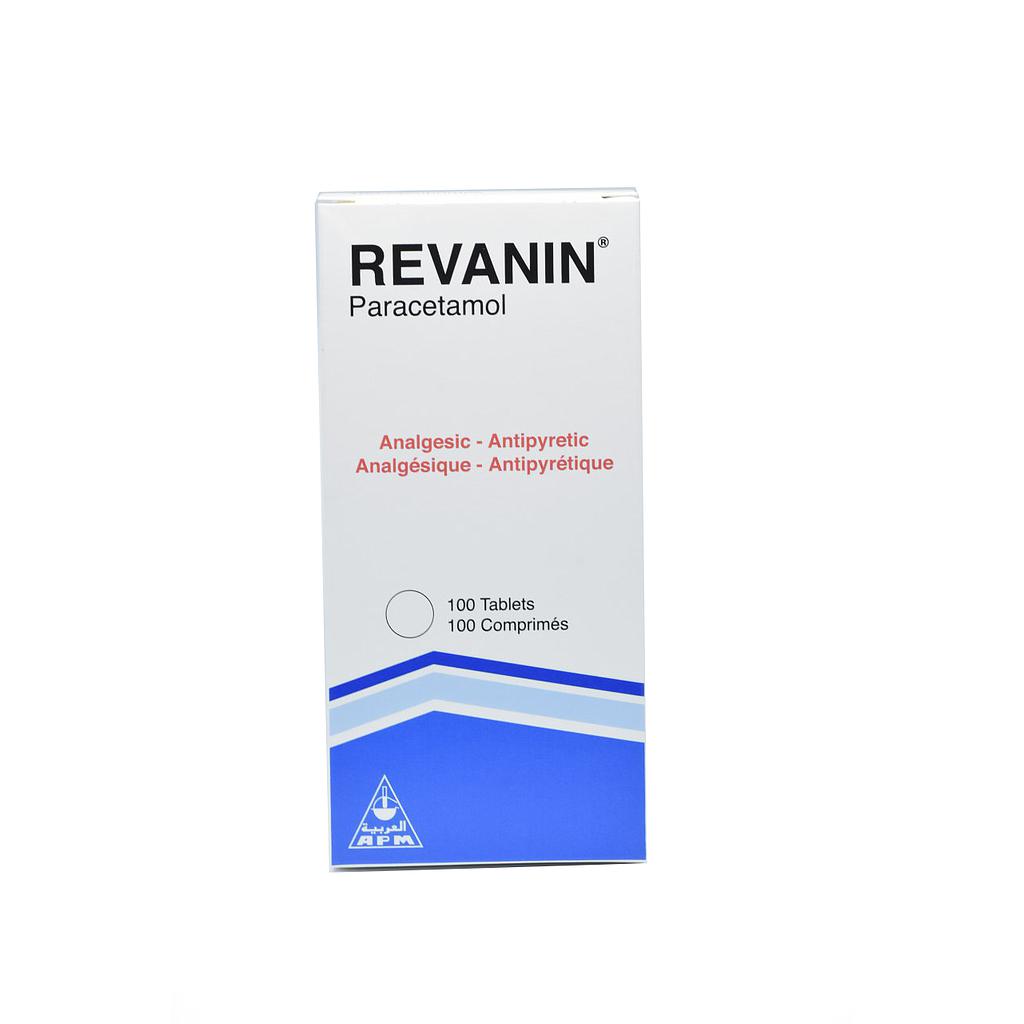 REVANIN®
Paracetamol
Analgesic - Antipyretic
Analgésique - Antipyrétique
100 Tablets
100 Comprimés
العربية
APM